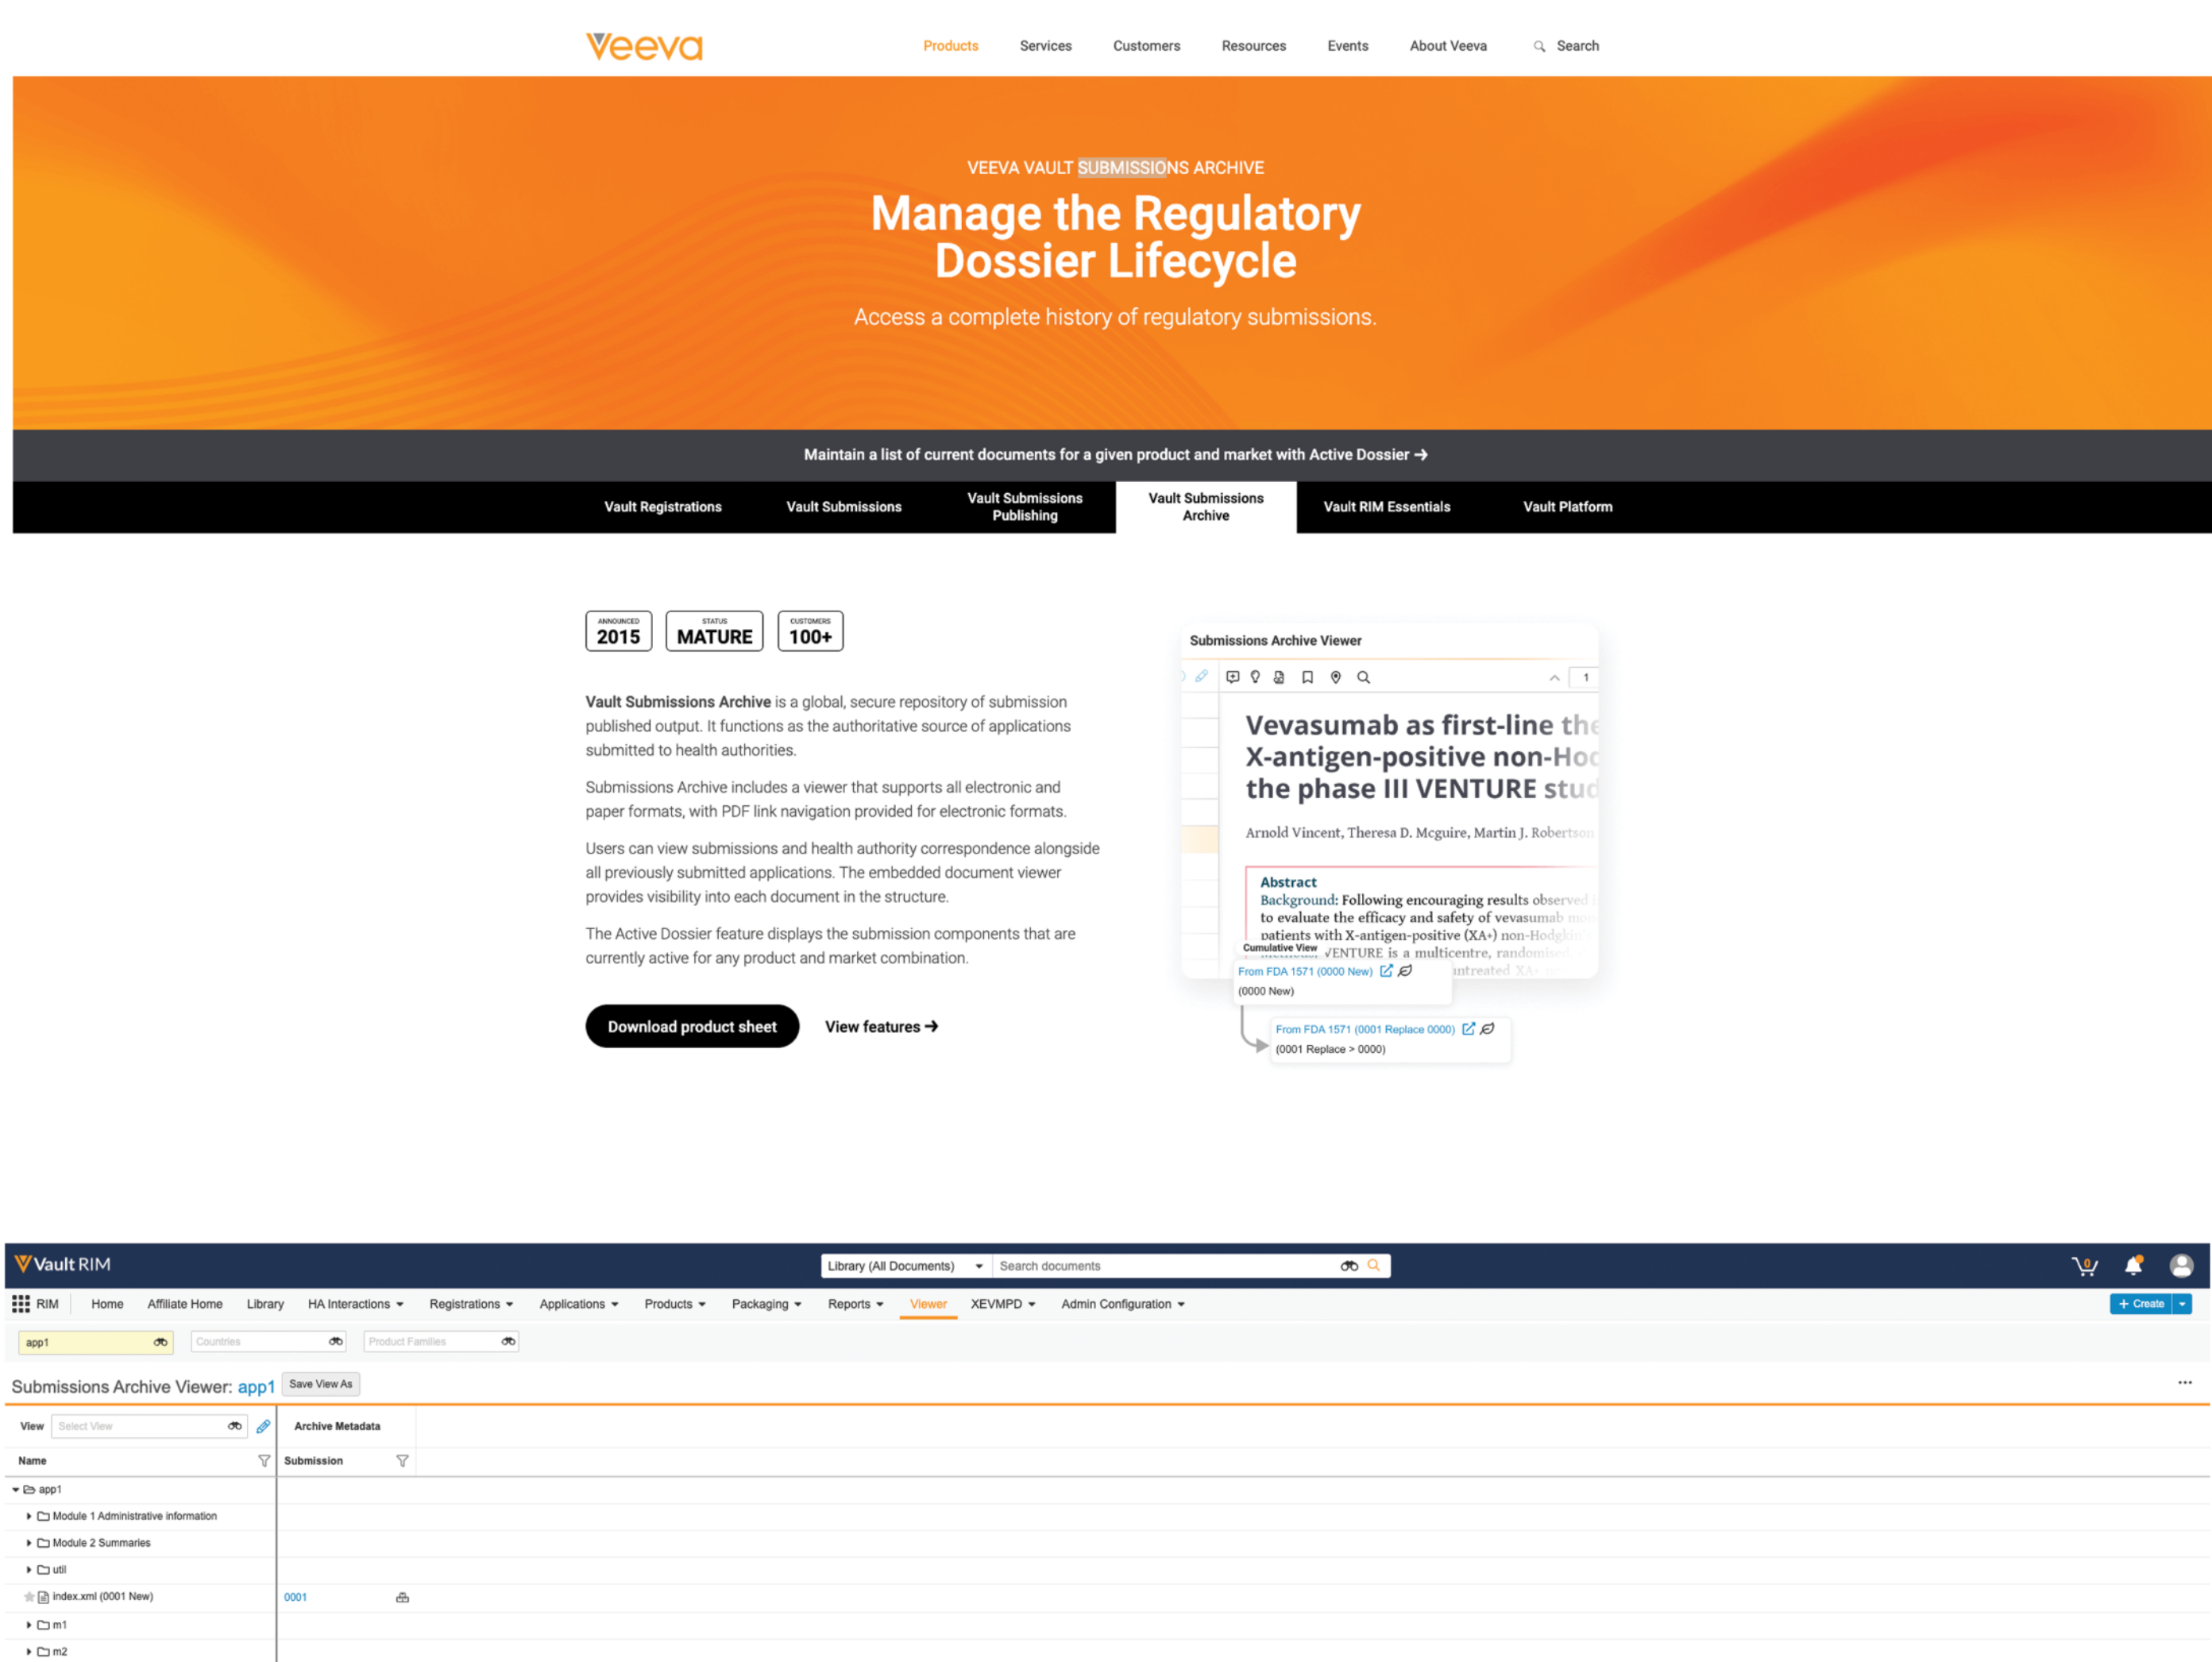 Veeva
Products Services Customers Resources Events About Veeva Search
VEEVA VAULT SUBMISSIONS ARCHIVE
Manage the Regulatory
Dossier Lifecycle
Access a complete history of regulatory submissions.
Maintain a list of current documents for a given product and market with Active Dossier →
Vault Registrations
Vault Submissions
Vault Submissions
Publishing
Vault Submissions
Archive
Vault RIM Essentials
Vault Platform
ANNOUNCED
2015
STATUS
MATURE
CUSTOMERS
100+
Vault Submissions Archive is a global, secure repository of submission
published output. It functions as the authoritative source of applications
submitted to health authorities.
Submissions Archive includes a viewer that supports all electronic and
paper formats, with PDF link navigation provided for electronic formats.
Users can view submissions and health authority correspondence alongside
all previously submitted applications. The embedded document viewer
provides visibility into each document in the structure.
The Active Dossier feature displays the submission components that are
currently active for any product and market combination.
Download product sheet
View features →
Submissions Archive Viewer
1
Vevasumab as first-line the
X-antigen-positive non-Hod
the phase III VENTURE stud
Arnold Vincent, Theresa D. Mcguire, Martin J. Robertson
Abstract
Background: Following encouraging results observed
to evaluate the efficacy and safety of vevasumab mon
patients with X-antigen-positive (XA+) non-Hodgkin's
Cumulative View
VENTURE is a multicentre, randomised,
From FDA 1571 (0000 New)
untreated XA+
(0000 New)
From FDA 1571 (0001 Replace 0000)
(0001 Replace > 0000)
Vault RIM
Library (All Documents) Search documents
0
RIM Home Affiliate Home Library HA Interactions Registrations Applications Products Packaging Reports Viewer XEVMPD Admin Configuration + Create
app1 Countries Product Families
Submissions Archive Viewer: app1 Save View As ...
View Select View Archive Metadata
Name Submission
app1
Module 1 Administrative information
Module 2 Summaries
util
index.xml (0001 New) 0001
m1
m2